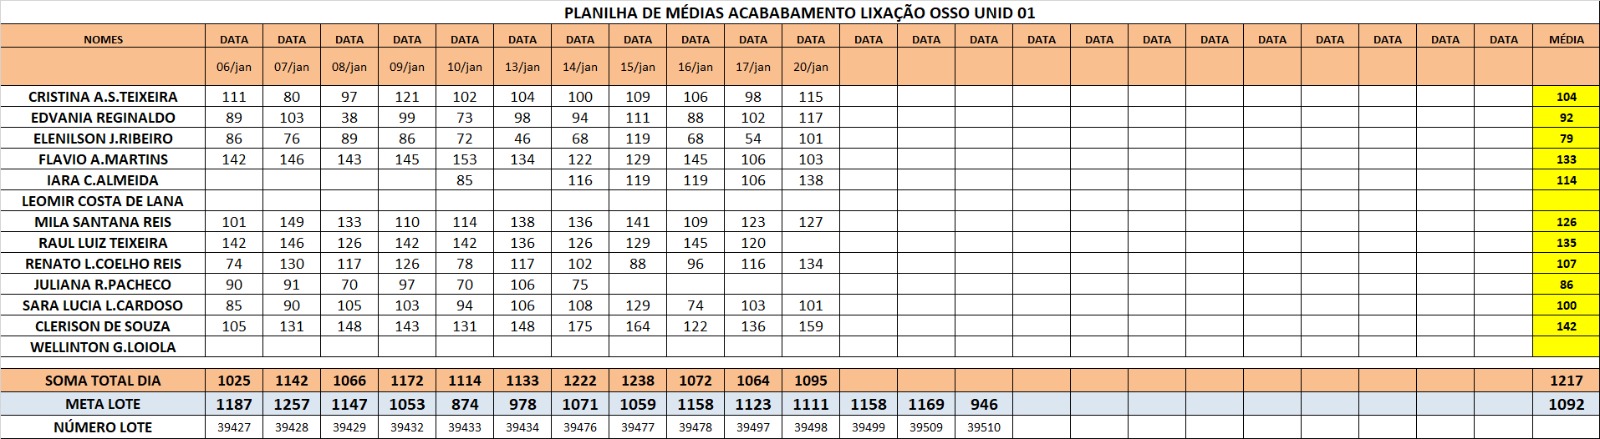 PLANILHA DE MÉDIAS ACABABAMENTO LIXAÇÃO OSSO UNID 01
NOMES DATA DATA DATA DATA DATA DATA DATA DATA DATA DATA DATA DATA DATA DATA DATA DATA DATA DATA DATA DATA DATA DATA DATA MÉDIA
06/jan 07/jan 08/jan 09/jan 10/jan 13/jan 14/jan 15/jan 16/jan 17/jan 20/jan
CRISTINA A.S.TEIXEIRA 111 80 97 121 102 104 100 109 106 98 115 104
EDVANIA REGINALDO 89 103 38 99 73 98 94 111 88 102 117 92
ELENILSON J.RIBEIRO 86 76 89 86 72 46 68 119 68 54 101 79
FLAVIO A.MARTINS 142 146 143 145 153 134 122 129 145 106 103 133
IARA C.ALMEIDA 85 116 119 119 106 138 114
LEOMIR COSTA DE LANA
MILA SANTANA REIS 101 149 133 110 114 138 136 141 109 123 127 126
RAUL LUIZ TEIXEIRA 142 146 126 142 142 136 126 129 145 120 135
RENATO L.COELHO REIS 74 130 117 126 78 117 102 88 96 116 134 107
JULIANA R.PACHECO 90 91 70 97 70 106 75 86
SARA LUCIA L.CARDOSO 85 90 105 103 94 106 108 129 74 103 101 100
CLERISON DE SOUZA 105 131 148 143 131 148 175 164 122 136 159 142
WELLINTON G.LOIOLA
SOMA TOTAL DIA 1025 1142 1066 1172 1114 1133 1222 1238 1072 1064 1095 1217
META LOTE 1187 1257 1147 1053 874 978 1071 1059 1158 1123 1111 1158 1169 946 1092
NÚMERO LOTE 39427 39428 39429 39432 39433 39434 39476 39477 39478 39497 39498 39499 39509 39510